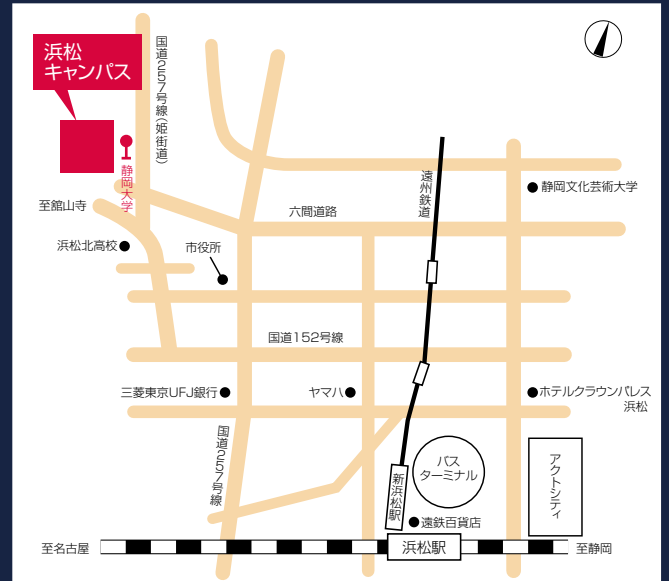 浜松
キャンパス
国道257号線(姫街道)
静岡大学
至舘山寺
浜松北高校
市役所
六間道路
遠州鉄道
静岡文化芸術大学
国道152号線
三菱東京UFJ銀行
ヤマハ
ホテルクラウンパレス
浜松
国道257号線
バス
ターミナル
アクトシティ
新浜松駅
遠鉄百貨店
至名古屋
浜松駅
至静岡